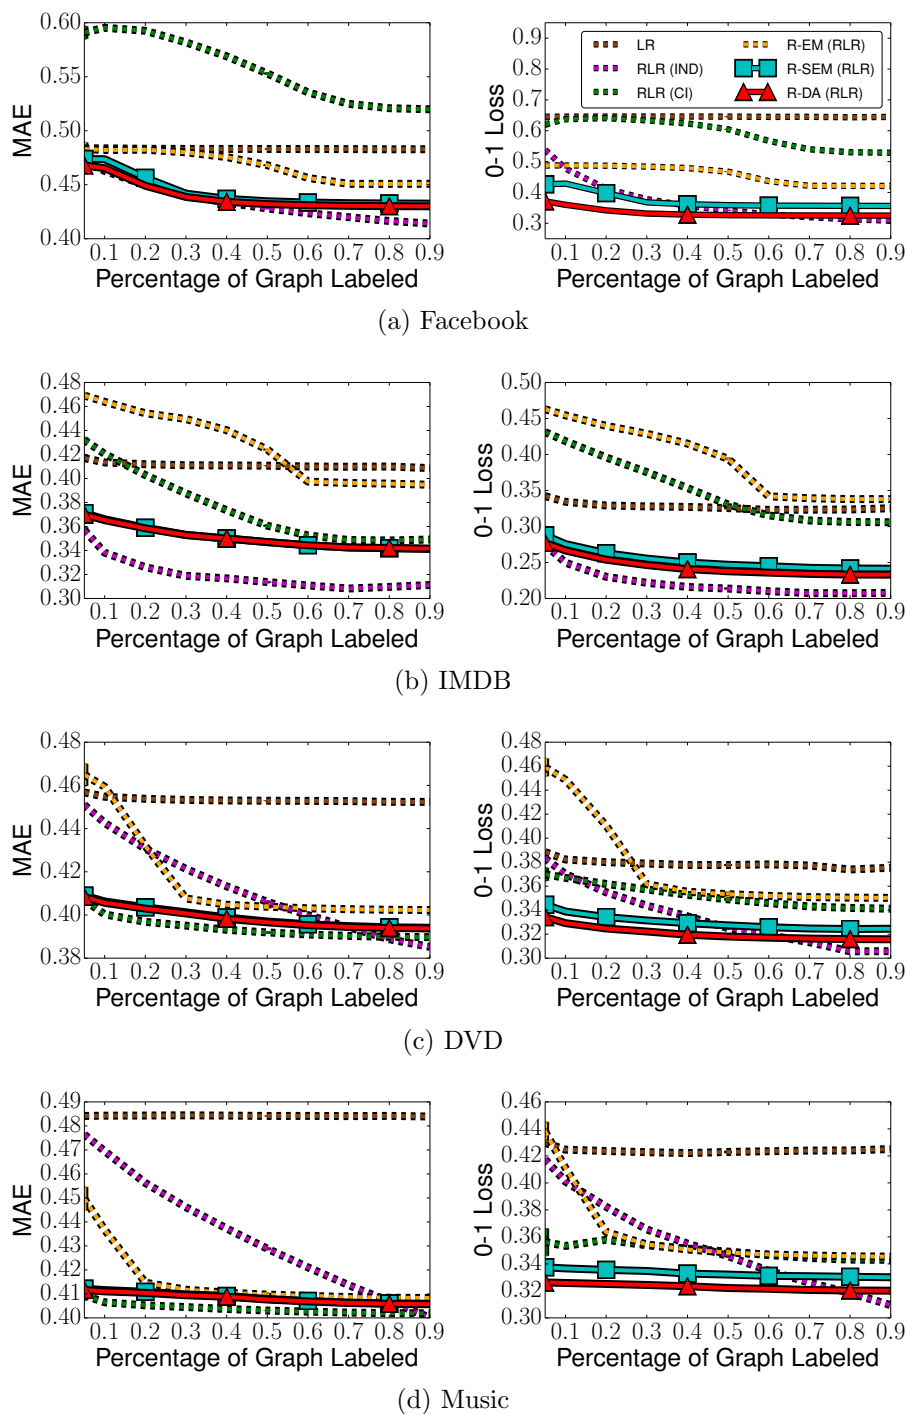 0.60
0.55
0.50
0.45
0.40
MAE
0.1 0.2 0.3 0.4 0.5 0.6 0.7 0.8 0.9
Percentage of Graph Labeled
0.9
0.8
0.7
0.6
0.5
0.4
0.3
0-1 Loss
LR
RLR (IND)
RLR (CI)
R-EM (RLR)
R-SEM (RLR)
R-DA (RLR)
0.1 0.2 0.3 0.4 0.5 0.6 0.7 0.8 0.9
Percentage of Graph Labeled
(a) Facebook
0.48
0.46
0.44
0.42
0.40
0.38
0.36
0.34
0.32
0.30
MAE
0.1 0.2 0.3 0.4 0.5 0.6 0.7 0.8 0.9
Percentage of Graph Labeled
0.50
0.45
0.40
0.35
0.30
0.25
0.20
0-1 Loss
0.1 0.2 0.3 0.4 0.5 0.6 0.7 0.8 0.9
Percentage of Graph Labeled
(b) IMDB
0.48
0.46
0.44
0.42
0.40
0.38
MAE
0.1 0.2 0.3 0.4 0.5 0.6 0.7 0.8 0.9
Percentage of Graph Labeled
0.48
0.46
0.44
0.42
0.40
0.38
0.36
0.34
0.32
0.30
0-1 Loss
0.1 0.2 0.3 0.4 0.5 0.6 0.7 0.8 0.9
Percentage of Graph Labeled
(c) DVD
0.49
0.48
0.47
0.46
0.45
0.44
0.43
0.42
0.41
0.40
MAE
0.1 0.2 0.3 0.4 0.5 0.6 0.7 0.8 0.9
Percentage of Graph Labeled
0.46
0.44
0.42
0.40
0.38
0.36
0.34
0.32
0.30
0-1 Loss
0.1 0.2 0.3 0.4 0.5 0.6 0.7 0.8 0.9
Percentage of Graph Labeled
(d) Music